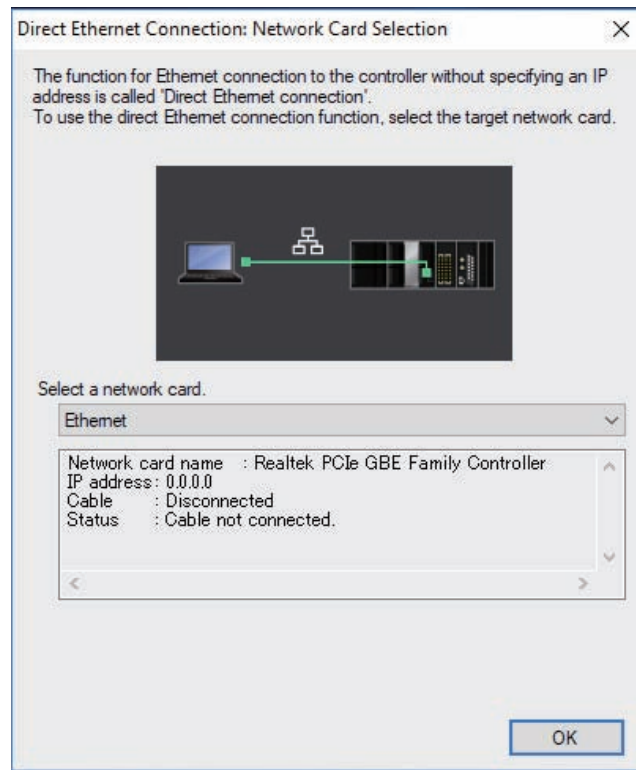 Direct Ethernet Connection: Network Card Selection
The function for Ethernet connection to the controller without specifying an IP
address is called 'Direct Ethernet connection'.
To use the direct Ethernet connection function, select the target network card.
Select a network card.
Ethernet
Network card name : Realtek PCIe GBE Family Controller
IP address : 0.0.0.0
Cable : Disconnected
Status : Cable not connected.
OK